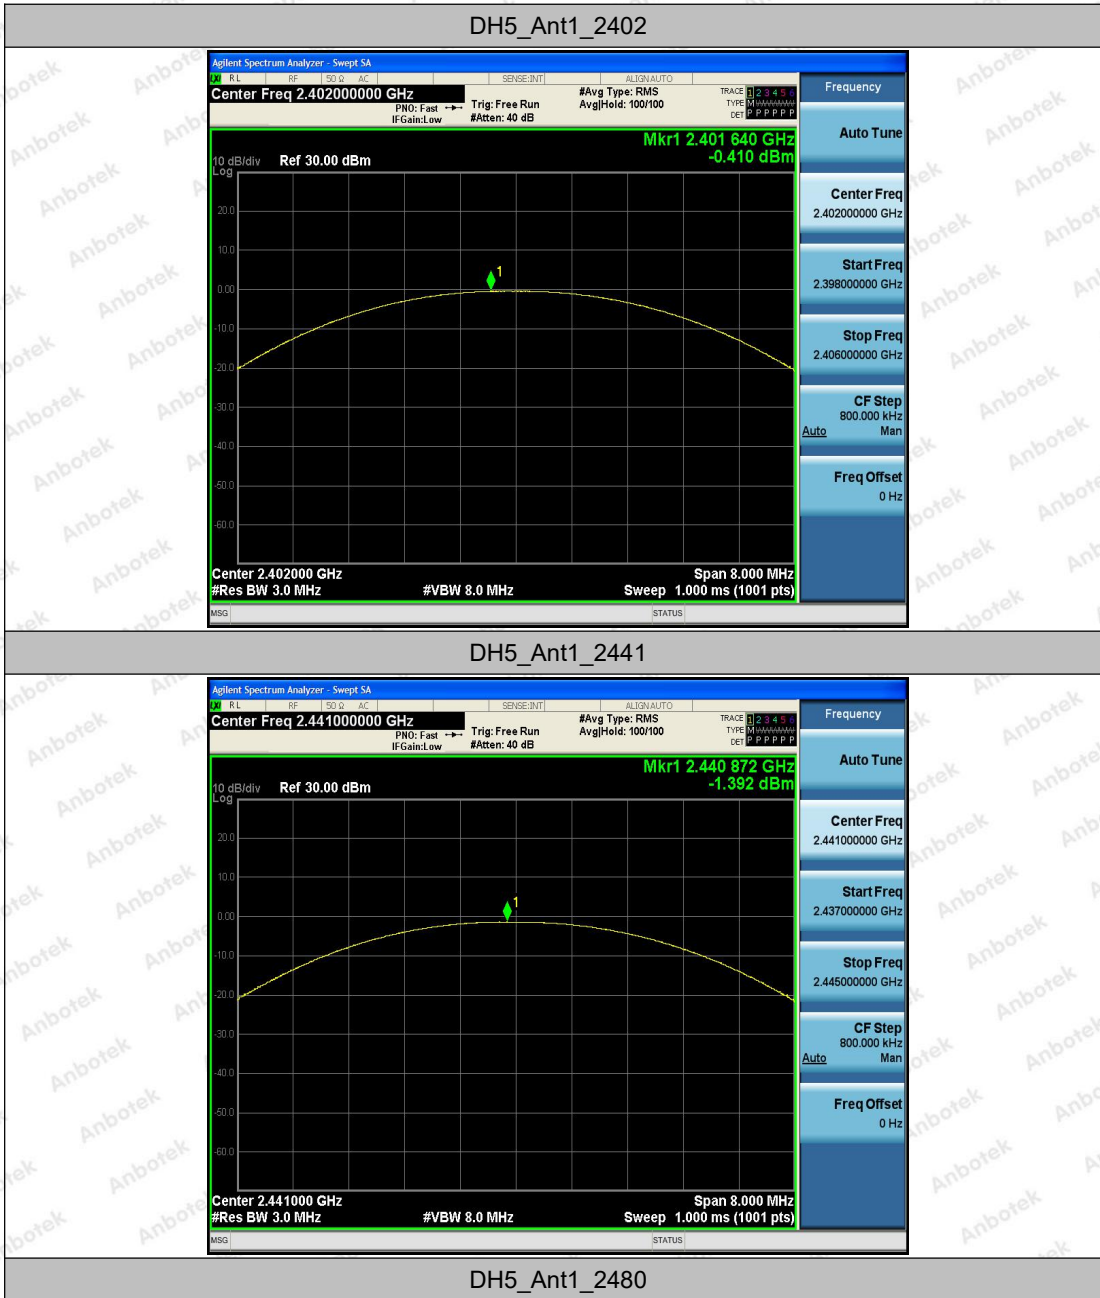 DH5_Ant1_2402
Agilent Spectrum Analyzer - Swept SA
LXI RL RF 50 Ω AC SENSE:INT ALIGNAUTO
Center Freq 2.402000000 GHz
PNO: Fast
IFGain:Low
Trig: Free Run
#Atten: 40 dB
#Avg Type: RMS
Avg|Hold: 100/100
TRACE 1 2 3 4 5 6
TYPE M WWWWW
DET P P P P P P
Mkr1 2.401 640 GHz
-0.410 dBm
10 dB/div Ref 30.00 dBm
Log
20.0
10.0
0.00
-10.0
-20.0
-30.0
-40.0
-50.0
-60.0
1
Center 2.402000 GHz Span 8.000 MHz
#Res BW 3.0 MHz #VBW 8.0 MHz Sweep 1.000 ms (1001 pts)
MSG STATUS
Frequency
Auto Tune
Center Freq
2.402000000 GHz
Start Freq
2.398000000 GHz
Stop Freq
2.406000000 GHz
CF Step
800.000 kHz
Auto Man
Freq Offset
0 Hz
DH5_Ant1_2441
Agilent Spectrum Analyzer - Swept SA
LXI RL RF 50 Ω AC SENSE:INT ALIGNAUTO
Center Freq 2.441000000 GHz
PNO: Fast
IFGain:Low
Trig: Free Run
#Atten: 40 dB
#Avg Type: RMS
Avg|Hold: 100/100
TRACE 1 2 3 4 5 6
TYPE M WWWWW
DET P P P P P P
Mkr1 2.440 872 GHz
-1.392 dBm
10 dB/div Ref 30.00 dBm
Log
20.0
10.0
0.00
-10.0
-20.0
-30.0
-40.0
-50.0
-60.0
1
Center 2.441000 GHz Span 8.000 MHz
#Res BW 3.0 MHz #VBW 8.0 MHz Sweep 1.000 ms (1001 pts)
MSG STATUS
Frequency
Auto Tune
Center Freq
2.441000000 GHz
Start Freq
2.437000000 GHz
Stop Freq
2.445000000 GHz
CF Step
800.000 kHz
Auto Man
Freq Offset
0 Hz
DH5_Ant1_2480
Anbotek